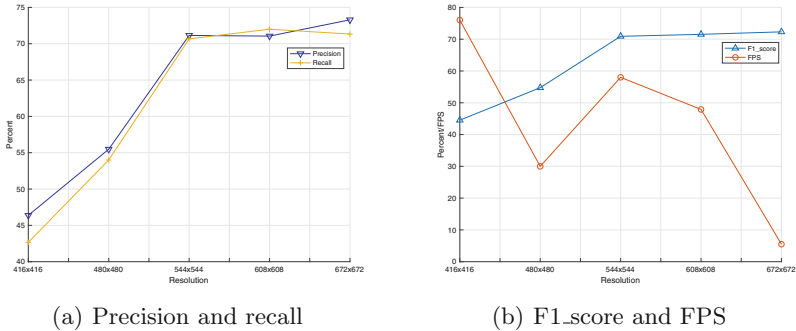 75
70
65
60
55
50
45
40
Percent
416x416 480x480 544x544 608x608 672x672
Resolution
Precision
Recall
(a) Precision and recall
80
70
60
50
40
30
20
10
0
Percent/FPS
416x416 480x480 544x544 608x608 672x672
Resolution
F1_score
FPS
(b) F1_score and FPS